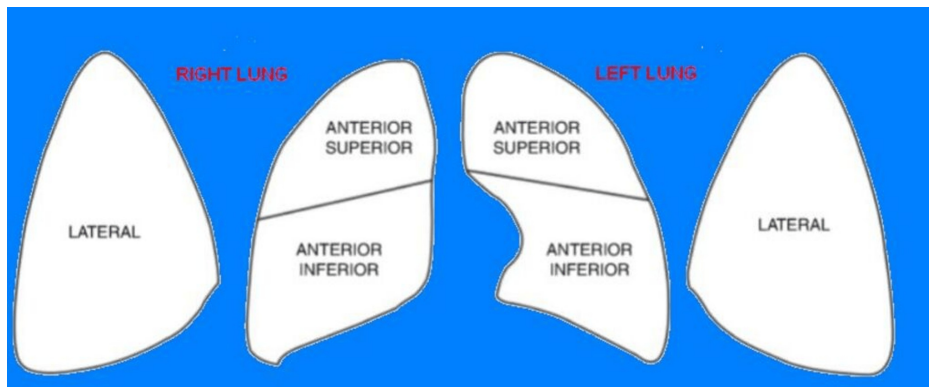 RIGHT LUNG
LEFT LUNG
ANTERIOR
SUPERIOR
ANTERIOR
SUPERIOR
LATERAL
ANTERIOR
INFERIOR
ANTERIOR
INFERIOR
LATERAL